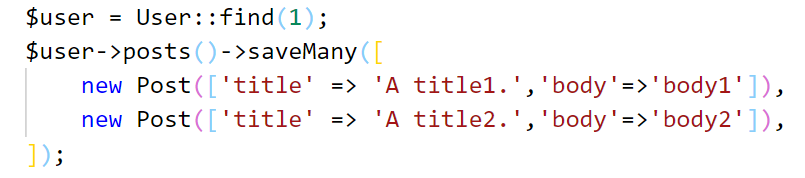 $user = User::find(1);
$user->posts()->saveMany([
    new Post(['title' => 'A title1.','body'=>'body1']),
    new Post(['title' => 'A title2.','body'=>'body2']),
]);